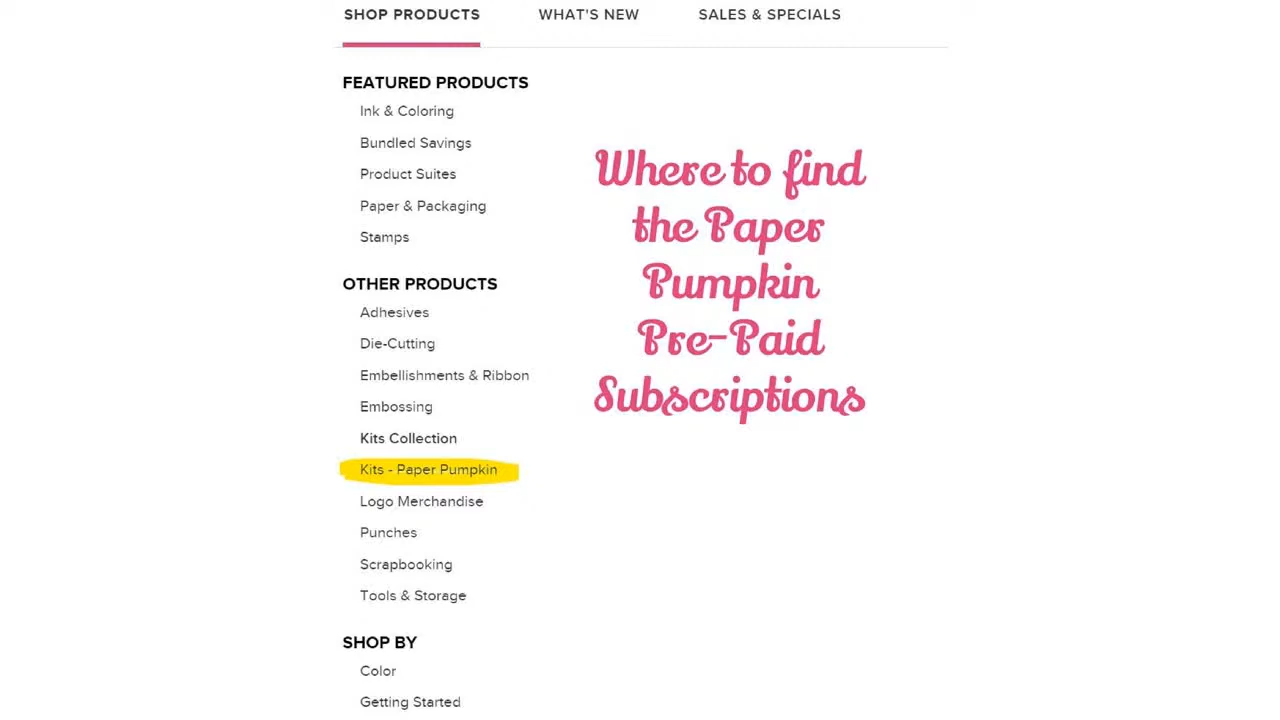 SHOP PRODUCTS WHAT'S NEW SALES & SPECIALS
FEATURED PRODUCTS
Ink & Coloring
Bundled Savings
Product Suites
Paper & Packaging
Stamps
OTHER PRODUCTS
Adhesives
Die-Cutting
Embellishments & Ribbon
Embossing
Kits Collection
Kits - Paper Pumpkin
Logo Merchandise
Punches
Scrapbooking
Tools & Storage
SHOP BY
Color
Getting Started
Where to find
the Paper
Pumpkin
Pre-Paid
Subscriptions